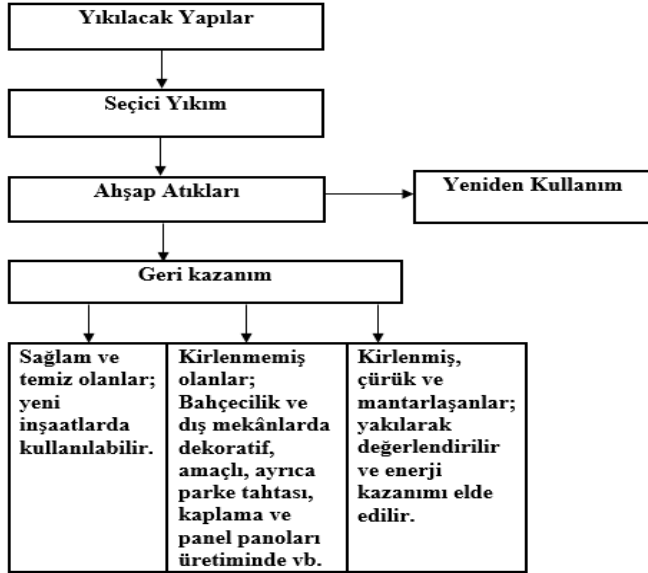 Yıkılacak Yapılar
Seçici Yıkım
Ahşap Atıkları
Yeniden Kullanım
Geri kazanım
Sağlam ve
temiz olanlar;
yeni
inşaatlarda
kullanılabilir.
Kirlenmemiş
olanlar;
Bahçecilik ve
dış mekânlarda
dekoratif,
amaçlı, ayrıca
parke tahtası,
kaplama ve
panel panoları
üretiminde vb.
Kirlenmiş,
çürük ve
mantarlaşanlar;
yakılarak
değerlendirilir
ve enerji
kazanımı elde
edilir.